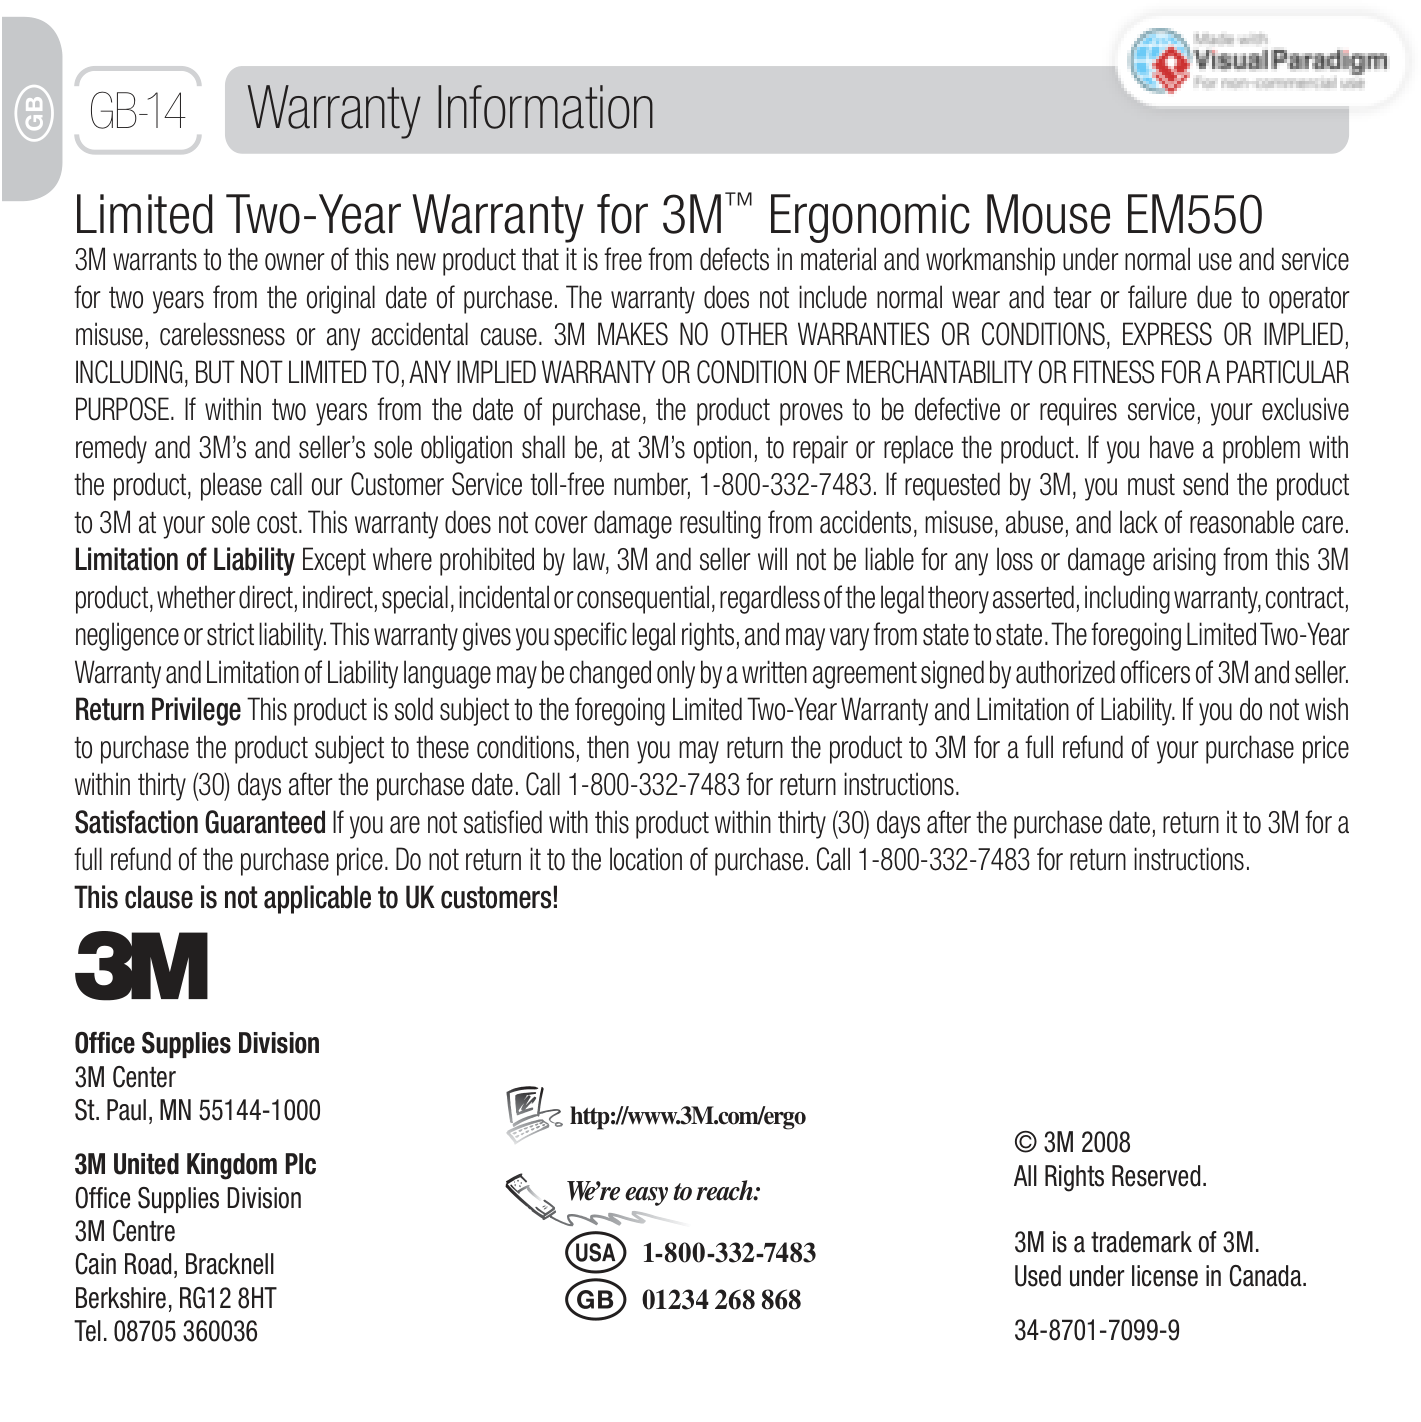 GB
GB-14
Warranty Information
Made with
VisualParadigm
For non-commercial use
Limited Two-Year Warranty for 3M™ Ergonomic Mouse EM550
3M warrants to the owner of this new product that it is free from defects in material and workmanship under normal use and service
for two years from the original date of purchase. The warranty does not include normal wear and tear or failure due to operator
misuse, carelessness or any accidental cause. 3M MAKES NO OTHER WARRANTIES OR CONDITIONS, EXPRESS OR IMPLIED,
INCLUDING, BUT NOT LIMITED TO, ANY IMPLIED WARRANTY OR CONDITION OF MERCHANTABILITY OR FITNESS FOR A PARTICULAR
PURPOSE. If within two years from the date of purchase, the product proves to be defective or requires service, your exclusive
remedy and 3M’s and seller’s sole obligation shall be, at 3M’s option, to repair or replace the product. If you have a problem with
the product, please call our Customer Service toll-free number, 1-800-332-7483. If requested by 3M, you must send the product
to 3M at your sole cost. This warranty does not cover damage resulting from accidents, misuse, abuse, and lack of reasonable care.
Limitation of Liability Except where prohibited by law, 3M and seller will not be liable for any loss or damage arising from this 3M
product, whether direct, indirect, special, incidental or consequential, regardless of the legal theory asserted, including warranty, contract,
negligence or strict liability. This warranty gives you specific legal rights, and may vary from state to state. The foregoing Limited Two-Year
Warranty and Limitation of Liability language may be changed only by a written agreement signed by authorized officers of 3M and seller.
Return Privilege This product is sold subject to the foregoing Limited Two-Year Warranty and Limitation of Liability. If you do not wish
to purchase the product subject to these conditions, then you may return the product to 3M for a full refund of your purchase price
within thirty (30) days after the purchase date. Call 1-800-332-7483 for return instructions.
Satisfaction Guaranteed If you are not satisfied with this product within thirty (30) days after the purchase date, return it to 3M for a
full refund of the purchase price. Do not return it to the location of purchase. Call 1-800-332-7483 for return instructions.
This clause is not applicable to UK customers!
3M
Office Supplies Division
3M Center
St. Paul, MN 55144-1000
3M United Kingdom Plc
Office Supplies Division
3M Centre
Cain Road, Bracknell
Berkshire, RG12 8HT
Tel. 08705 360036
http://www.3M.com/ergo
We’re easy to reach:
USA 1-800-332-7483
GB 01234 268 868
© 3M 2008
All Rights Reserved.
3M is a trademark of 3M.
Used under license in Canada.
34-8701-7099-9